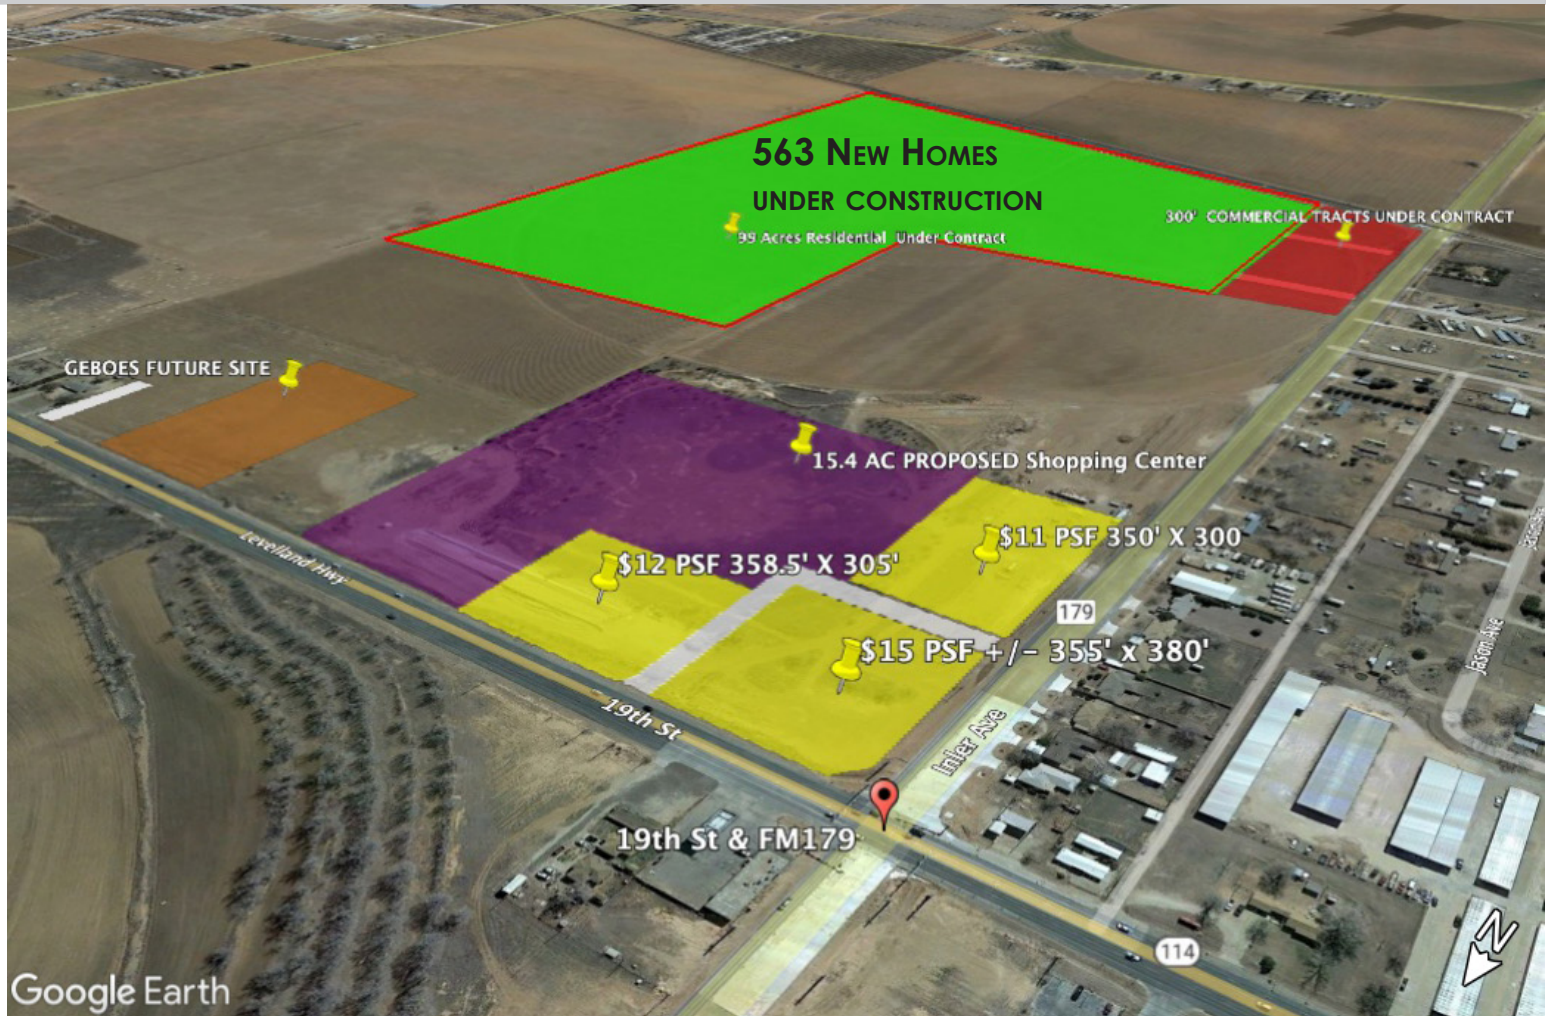 563 New Homes
under construction
99 Acres Residential Under Contract
300' COMMERCIAL TRACTS UNDER CONTRACT
GEBOES FUTURE SITE
15.4 AC PROPOSED Shopping Center
$11 PSF 350' X 300
$12 PSF 358.5' X 305'
Levelland Hwy
179
$15 PSF +/- 355' x 380'
Jason Ave
19th St
Inler Ave
19th St & FM179
114
N
Google Earth